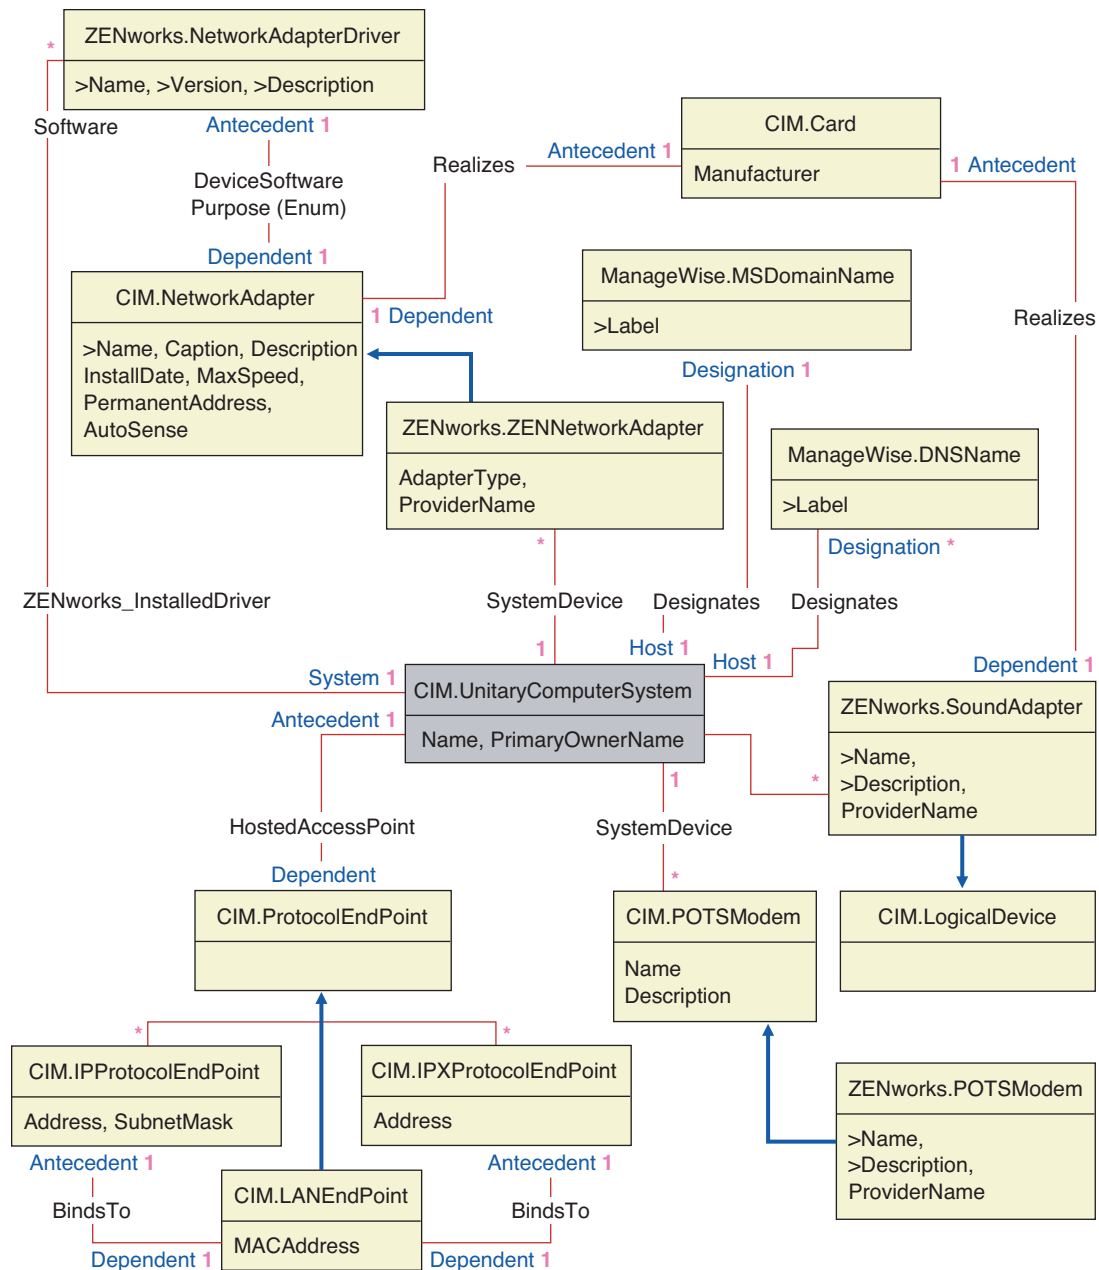 ZENworks.NetworkAdapterDriver
>Name, >Version, >Description
*
Software
Antecedent 1
DeviceSoftware
Purpose (Enum)
Dependent 1
CIM.Card
Manufacturer
Antecedent 1
1 Antecedent
Realizes
Realizes
CIM.NetworkAdapter
>Name, Caption, Description
InstallDate, MaxSpeed,
PermanentAddress,
AutoSense
1 Dependent
ManageWise.MSDomainName
>Label
Designation 1
ZENworks.ZENNetworkAdapter
AdapterType,
ProviderName
*
ManageWise.DNSName
>Label
Designation *
ZENworks_InstalledDriver
SystemDevice
Designates
Designates
1
Host 1
Host 1
Dependent 1
System 1
Antecedent 1
CIM.UnitaryComputerSystem
Name, PrimaryOwnerName
ZENworks.SoundAdapter
>Name,
>Description,
ProviderName
*
1
HostedAccessPoint
SystemDevice
Dependent
*
CIM.ProtocolEndPoint
CIM.POTSModem
Name
Description
CIM.LogicalDevice
*
*
CIM.IPProtocolEndPoint
Address, SubnetMask
CIM.IPXProtocolEndPoint
Address
ZENworks.POTSModem
>Name,
>Description,
ProviderName
Antecedent 1
Antecedent 1
BindsTo
BindsTo
CIM.LANEndPoint
MACAddress
Dependent 1
Dependent 1